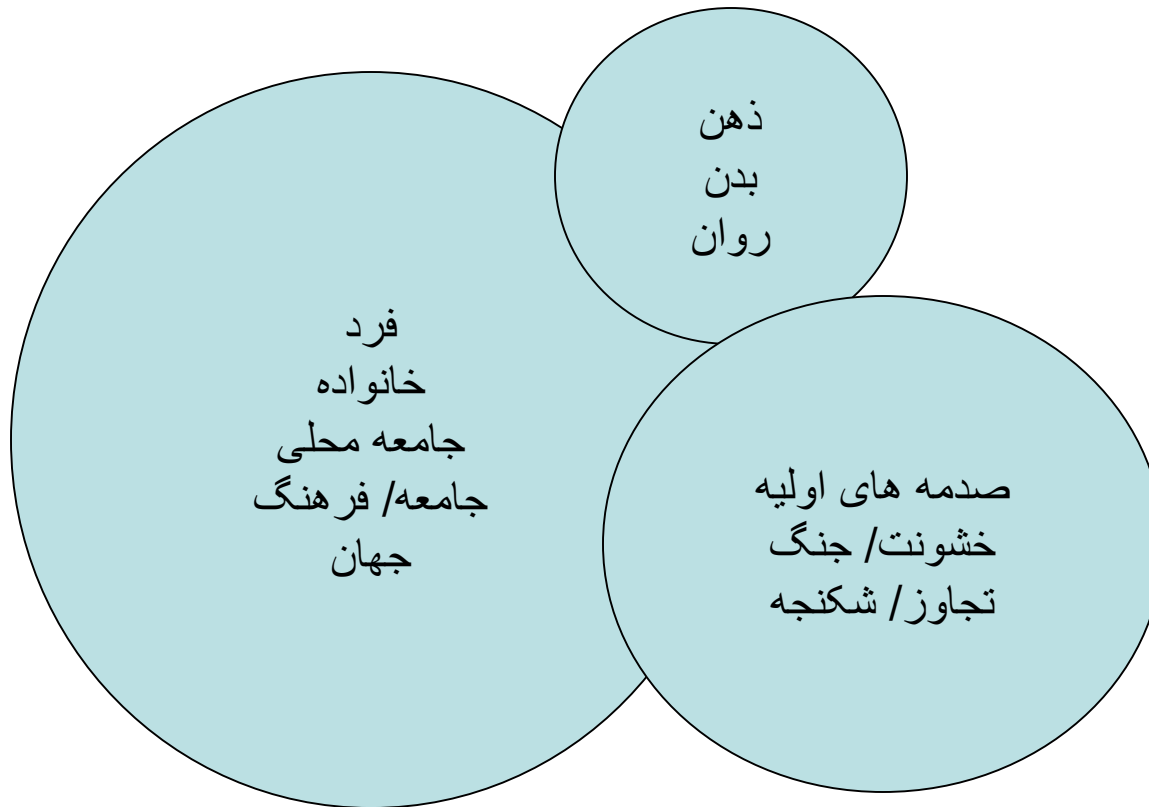 ذهن
بدن
روان
فرد
خانواده
جامعه محلی
جامعه/ فرهنگ
جهان
صدمه های اولیه
خشونت/ جنگ
تجاوز/ شکنجه